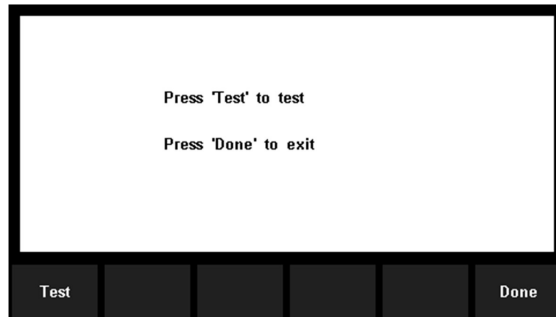 Press 'Test' to test
Press 'Done' to exit
Test
Done